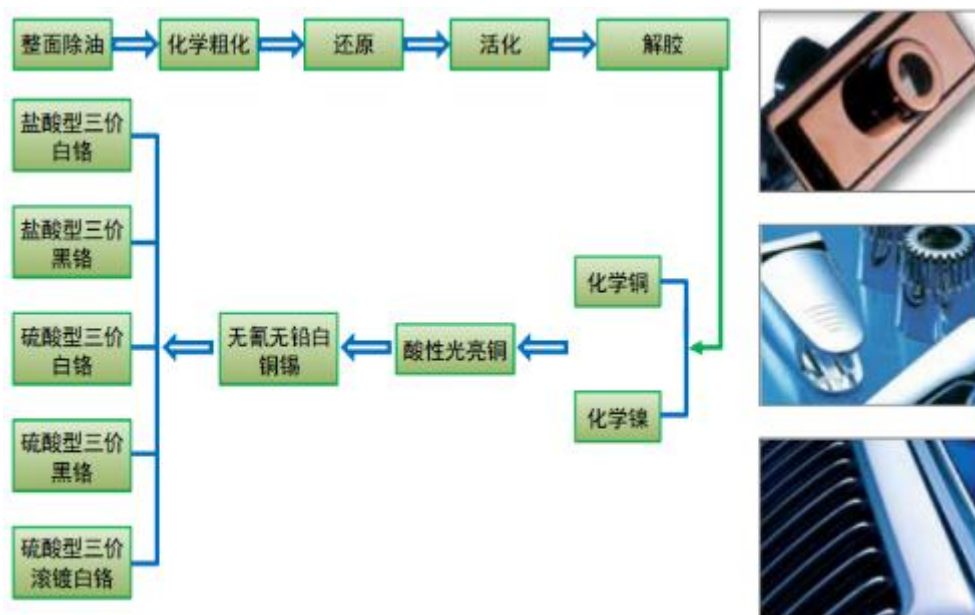 整面除油
化学粗化
还原
活化
解胶
化学铜
化学镍
酸性光亮铜
无氰无铅白
铜锡
盐酸型三价
白铬
盐酸型三价
黑铬
硫酸型三价
白铬
硫酸型三价
黑铬
硫酸型三价
滚镀白铬